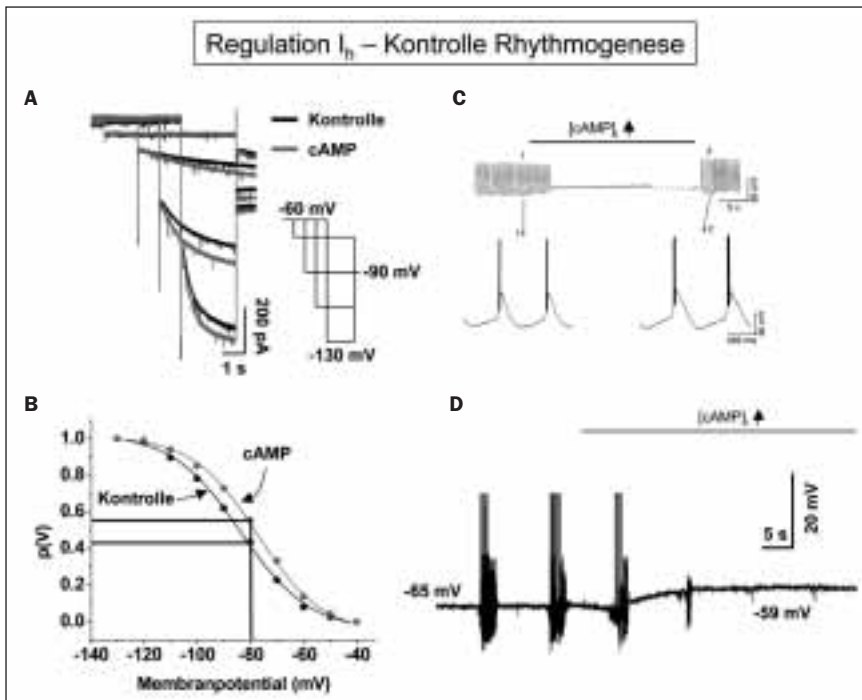 Regulation Ih – Kontrolle Rhythmogenese
A
Kontrolle
cAMP
-60 mV
-90 mV
-130 mV
200 pA
1 s
B
1.0
0.8
0.6
0.4
0.2
0.0
p(V)
cAMP
Kontrolle
-140 -120 -100 -80 -60 -40
Membranpotential (mV)
C
[cAMP]i
D
[cAMP]i
5 s
20 mV
-65 mV
-59 mV